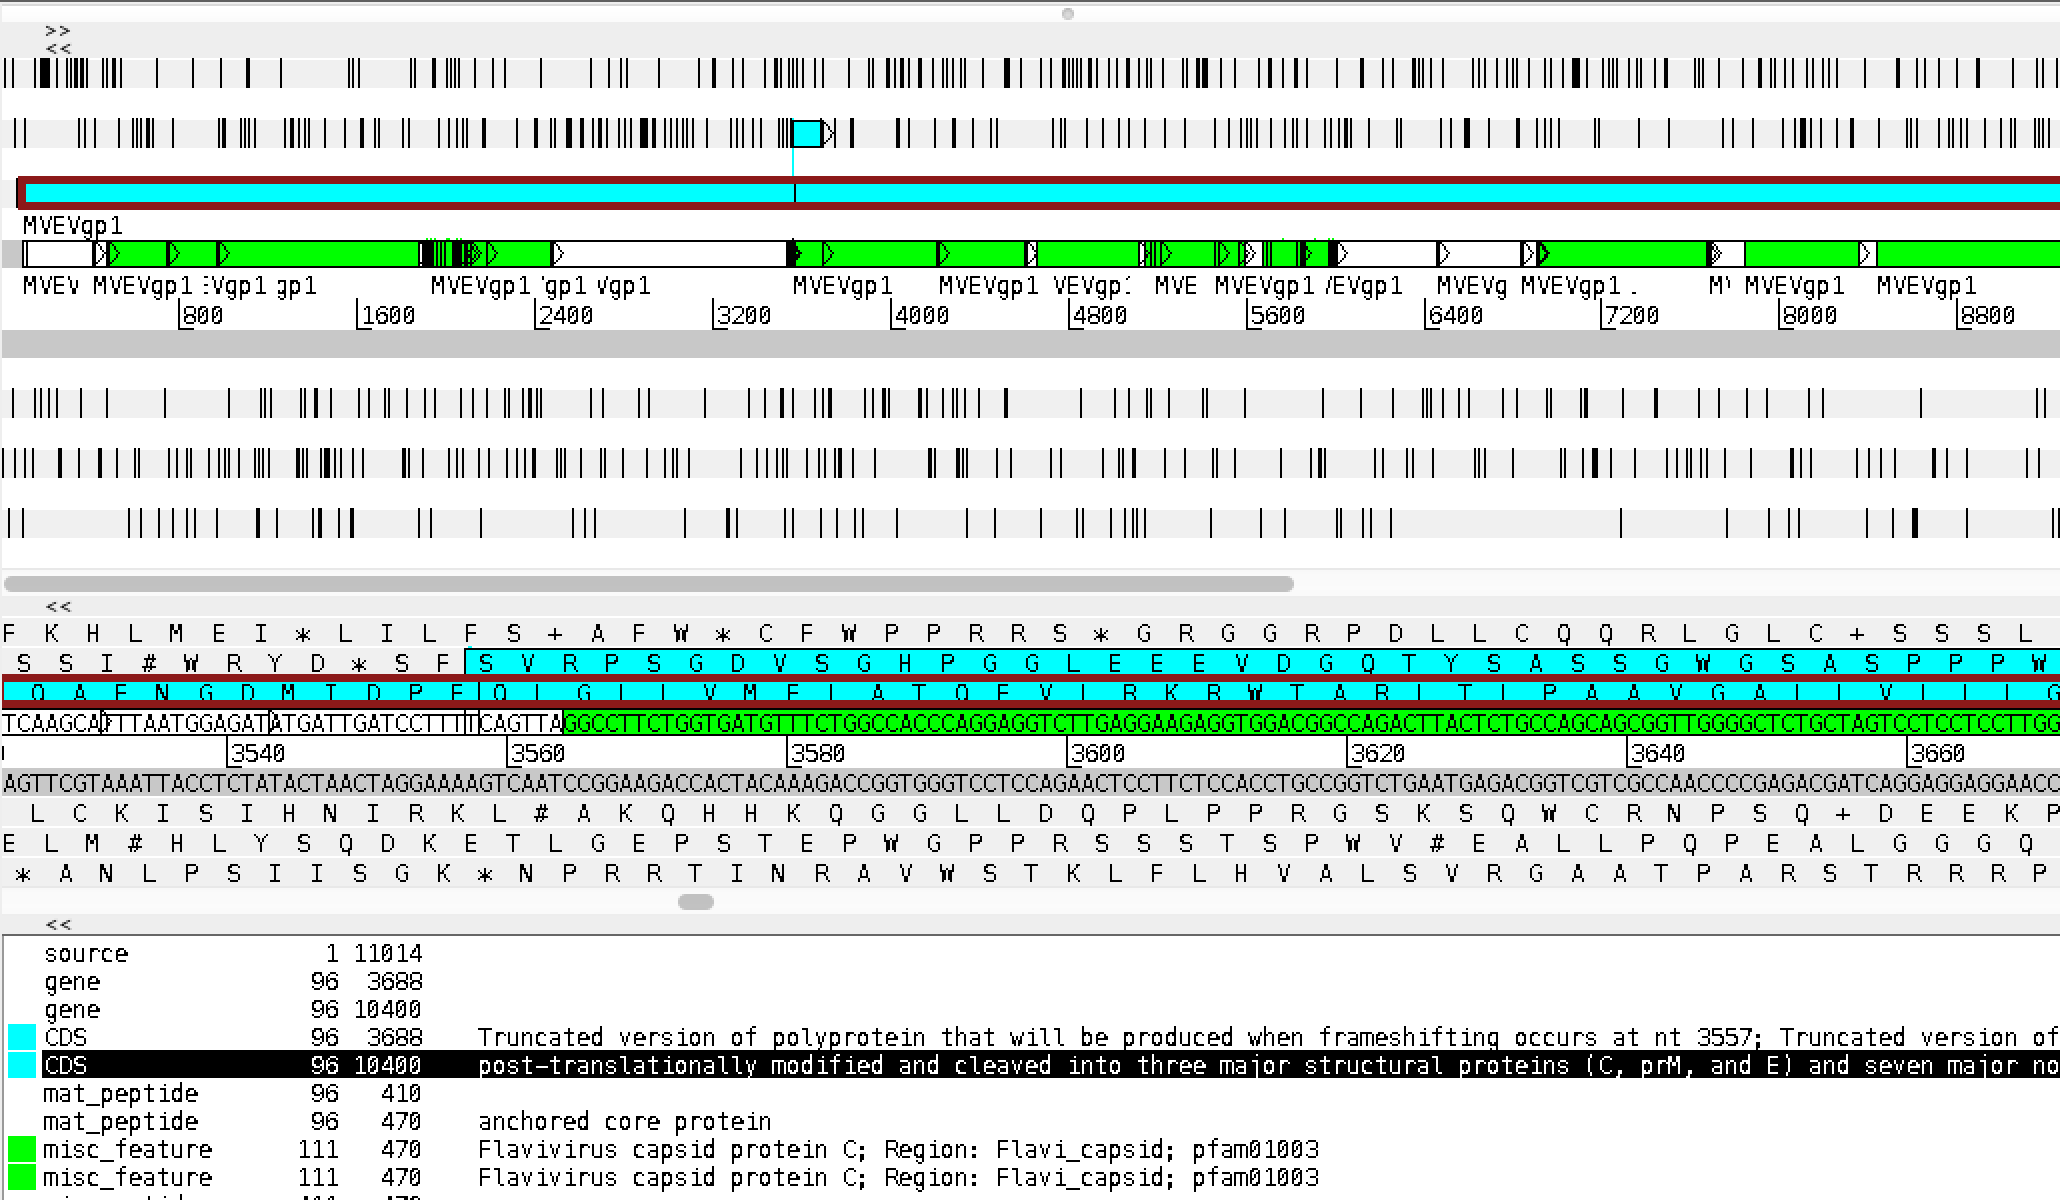 >>
<<
MVEVgp1
MVEV MVEVgp1 Vgp1 gp1 MVEVgp1 'gp1 Vgp1 MVEVgp1 MVEVgp1 VEVgp1 MVE MVEVgp1 /EVgp1 MVEVg MVEVgp1 . M MVEVgp1 MVEVgp1
800 1600 2400 3200 4000 4800 5600 6400 7200 8000 8800
<<
F K H L M E I * L I L F S + A F W * C F W P P R R S * G R G G R P D L L C Q Q R L G L C + S S S L
S S I # W R Y D * S F S V R P S G D V S G H P G G L E E E V D G Q T Y S A S S G W G S A S P P P W
Q A F N G D M I D P F Q L G L L V M F L A T Q E V L R K R W T A R L T L P A A V G A L L V L L L G
TCAAGCATTTAATGGAGATATGATTGATCCTTTTCAGTTAGGCCTTCTGGTGATGTTTCTGGCCACCCAGGAGGTCTTGAGGAAGAGGTGGACGGCCAGACTTACTCTGCCAGCAGCGGTTGGGGCTCTGCTAGTCCTCCTCCTTGG
3540 3560 3580 3600 3620 3640 3660
AGTTCGTAAATTACCTCTATACTAACTAGGAAAAGTCAATCCGGAAGACCACTACAAAGACCGGTGGGTCCTCCAGAACTCCTTCTCCACCTGCCGGTCTGAATGAGACGGTCGTCGCCAACCCCGAGACGATCAGGAGGAGGAACC
L C K I S I H N I R K L # A K Q H H K Q G G L L D Q P L P P R G S K S Q W C R N P S Q + D E E K P
E L M # H L Y S Q D K E T L G E P S T E P W G P P R S S S T S P W V # E A L L P Q P E A L G G G Q
* A N L P S I I S G K * N P R R T I N R A V W S T K L F L H V A L S V R G A A T P A R S T R R R P
<<
source 1 11014
gene 96 3688
gene 96 10400
CDS 96 3688 Truncated version of polyprotein that will be produced when frameshifting occurs at nt 3557; Truncated version of
CDS 96 10400 post-translationally modified and cleaved into three major structural proteins (C, prM, and E) and seven major no
mat_peptide 96 410
mat_peptide 96 470 anchored core protein
misc_feature 111 470 Flavivirus capsid protein C; Region: Flavi_capsid; pfam01003
misc_feature 111 470 Flavivirus capsid protein C; Region: Flavi_capsid; pfam01003